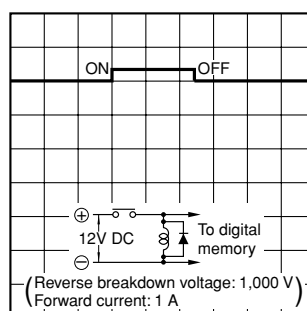 ON
OFF
⊕
12V DC
⊖
To digital
memory
(Reverse breakdown voltage: 1,000 V
Forward current: 1 A)